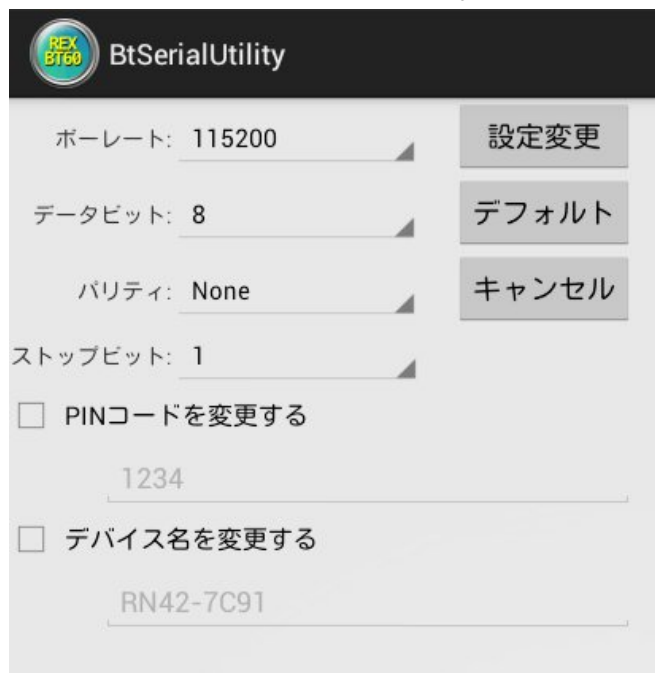 REX
BT60
BtSerialUtility
ボーレート: 115200
設定変更
データビット: 8
デフォルト
パリティ: None
キャンセル
ストップビット: 1
PINコードを変更する
1234
デバイス名を変更する
RN42-7C91